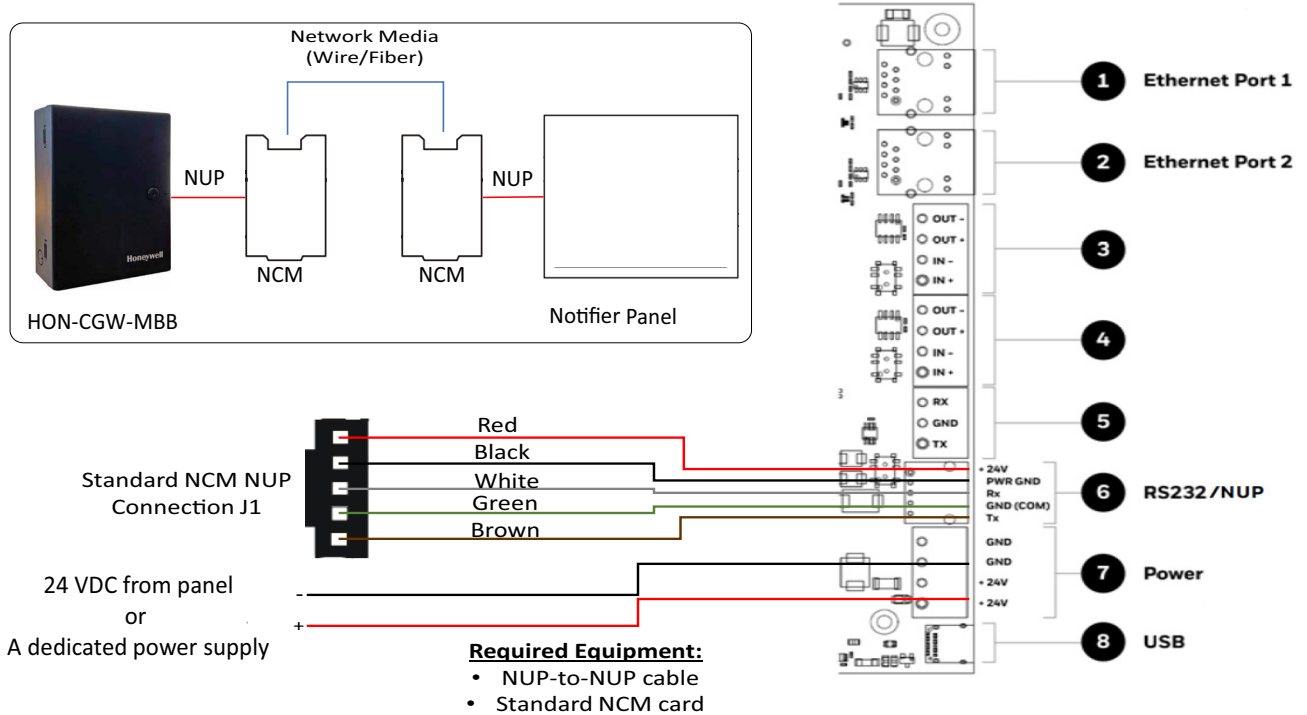 Network Media
(Wire/Fiber)
NUP
NUP
Honeywell
NCM
NCM
HON-CGW-MBB
Notifier Panel
1 Ethernet Port 1
2 Ethernet Port 2
OUT -
OUT +
IN -
IN +
3
OUT -
OUT +
IN -
IN +
4
RX
GND
TX
5
Standard NCM NUP
Connection J1
Red
Black
White
Green
Brown
+ 24V
PWR GND
Rx
GND (COM)
Tx
6 RS232/NUP
24 VDC from panel
or
A dedicated power supply
-
+
GND
GND
+ 24V
+ 24V
7 Power
8 USB
Required Equipment:
• NUP-to-NUP cable
• Standard NCM card